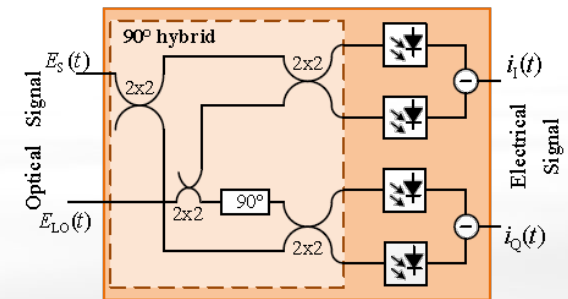 90° hybrid
E_S(t)
2x2
2x2
i_I(t)
Optical Signal
Electrical Signal
E_LO(t)
2x2
90°
2x2
i_Q(t)